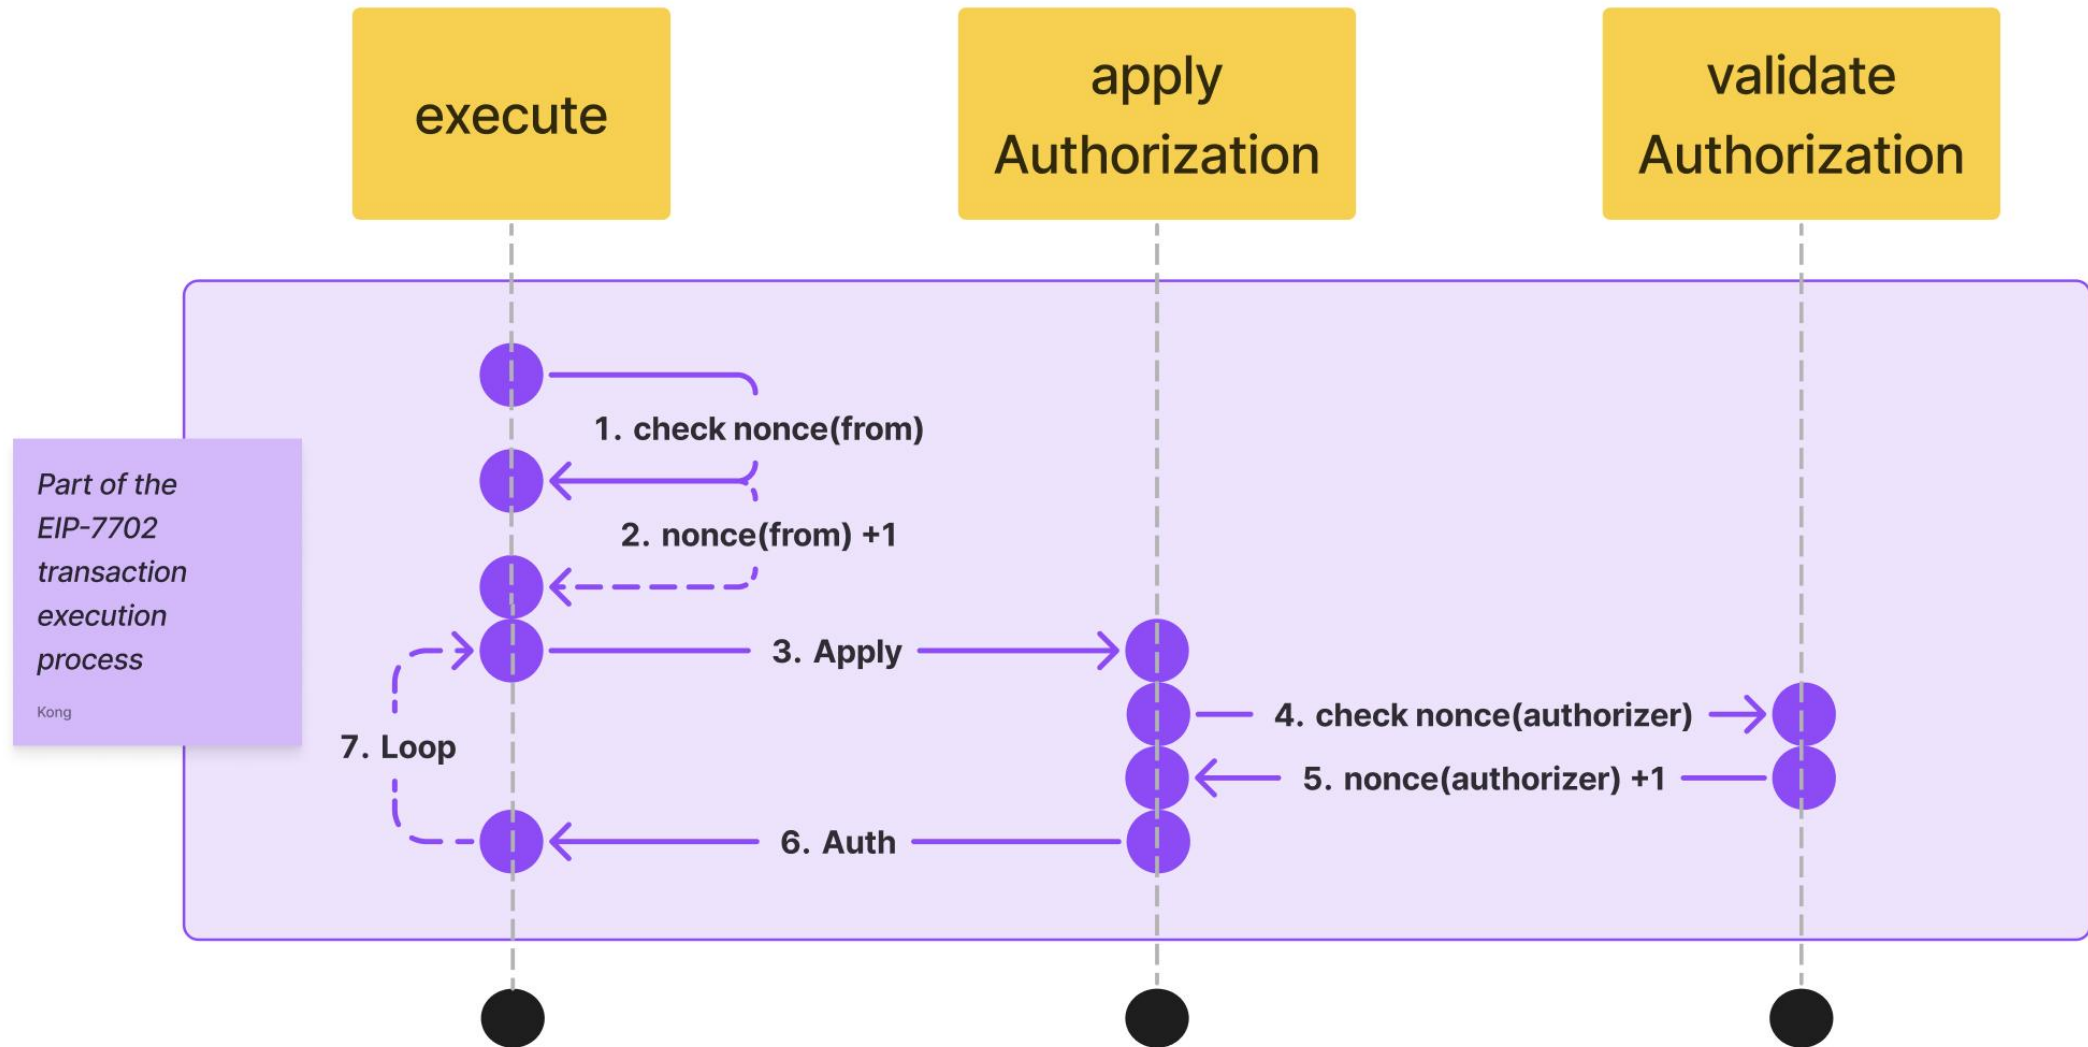 execute
apply
Authorization
validate
Authorization
1. check nonce(from)
Part of the
EIP-7702
transaction
execution
process
Kong
2. nonce(from) +1
3. Apply
4. check nonce(authorizer)
7. Loop
5. nonce(authorizer) +1
6. Auth